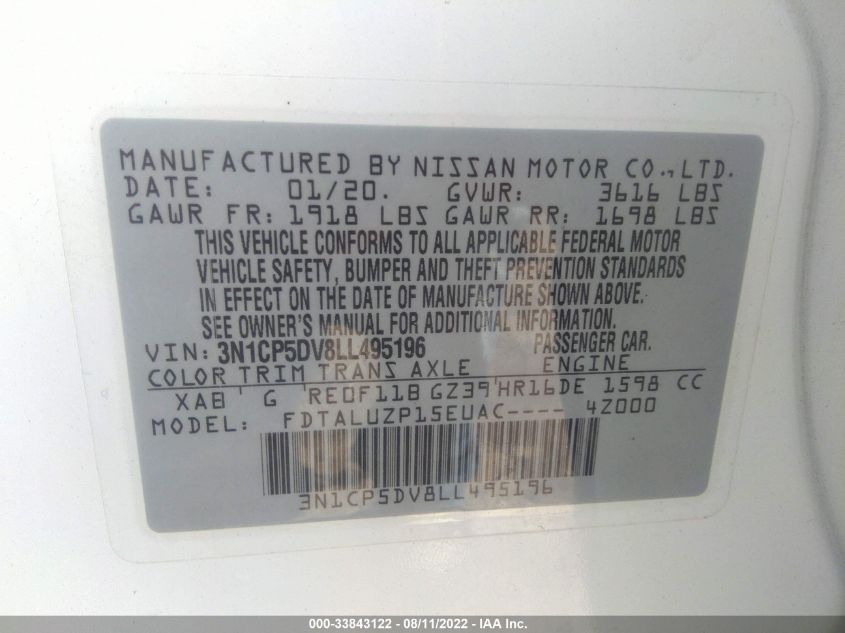 MANUFACTURED BY NISSAN MOTOR CO., LTD.
DATE: 01/20. GVWR: 3616 LBS
GAWR FR: 1918 LBS GAWR RR: 1698 LBS
THIS VEHICLE CONFORMS TO ALL APPLICABLE FEDERAL MOTOR
VEHICLE SAFETY, BUMPER AND THEFT PREVENTION STANDARDS
IN EFFECT ON THE DATE OF MANUFACTURE SHOWN ABOVE.
SEE OWNER'S MANUAL FOR ADDITIONAL INFORMATION.
VIN: 3N1CP5DV8LL495196 PASSENGER CAR.
COLOR TRIM TRANS AXLE ENGINE
XAB G RE0F11B GZ39 HR16DE 1598 CC
MODEL: FDTALUZP15EUAC---- 4Z000
3N1CP5DV8LL495196
000-33843122 - 08/11/2022 - IAA Inc.